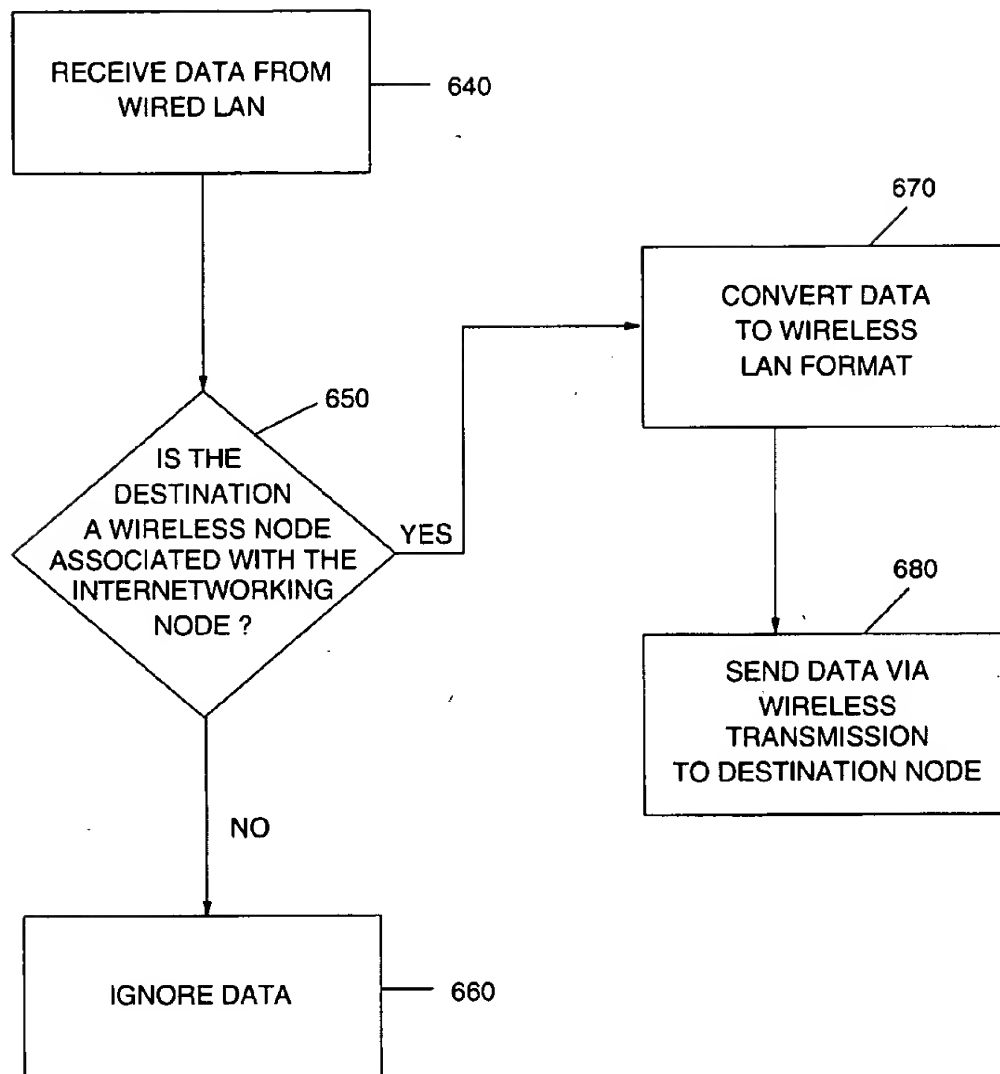 RECEIVE DATA FROM
WIRED LAN
640
650
IS THE
DESTINATION
A WIRELESS NODE
ASSOCIATED WITH THE
INTERNETWORKING
NODE ?
YES
NO
IGNORE DATA
660
670
CONVERT DATA
TO WIRELESS
LAN FORMAT
680
SEND DATA VIA
WIRELESS
TRANSMISSION
TO DESTINATION NODE